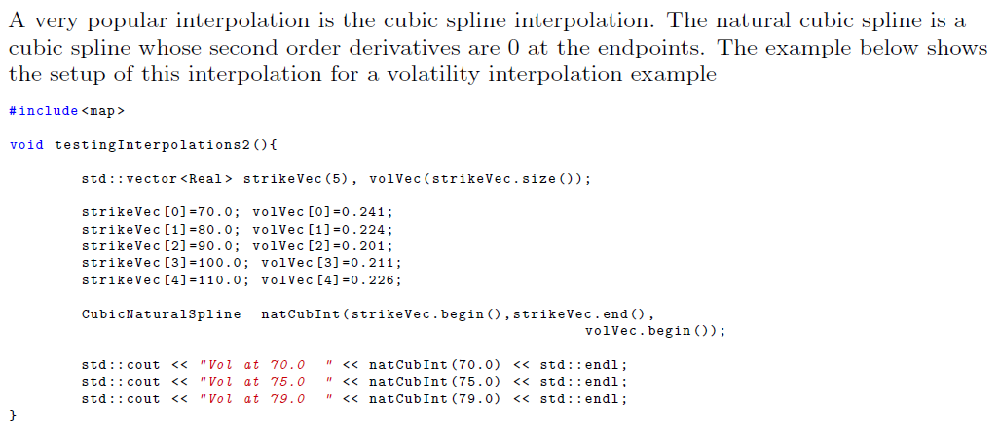 A very popular interpolation is the cubic spline interpolation. The natural cubic spline is a
cubic spline whose second order derivatives are 0 at the endpoints. The example below shows
the setup of this interpolation for a volatility interpolation example
#include<map>
void testingInterpolations2(){
std::vector<Real> strikeVec(5), volVec(strikeVec.size());
strikeVec[0]=70.0; volVec[0]=0.241;
strikeVec[1]=80.0; volVec[1]=0.224;
strikeVec[2]=90.0; volVec[2]=0.201;
strikeVec[3]=100.0; volVec[3]=0.211;
strikeVec[4]=110.0; volVec[4]=0.226;
CubicNaturalSpline natCubInt(strikeVec.begin(),strikeVec.end(),
volVec.begin());
std::cout << "Vol at 70.0 " << natCubInt(70.0) << std::endl;
std::cout << "Vol at 75.0 " << natCubInt(75.0) << std::endl;
std::cout << "Vol at 79.0 " << natCubInt(79.0) << std::endl;
}